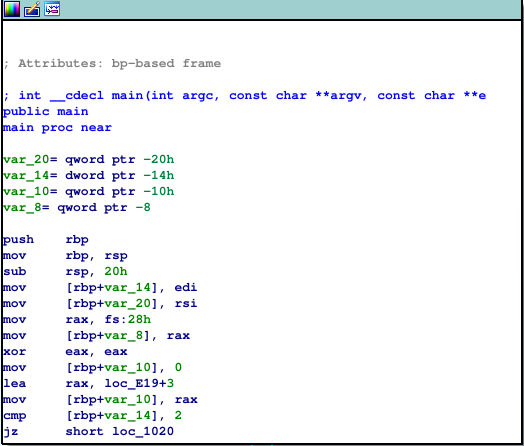 ; Attributes: bp-based frame
; int __cdecl main(int argc, const char **argv, const char **e
public main
main proc near
var_20= qword ptr -20h
var_14= dword ptr -14h
var_10= qword ptr -10h
var_8= qword ptr -8
push rbp
mov rbp, rsp
sub rsp, 20h
mov [rbp+var_14], edi
mov [rbp+var_20], rsi
mov rax, fs:28h
mov [rbp+var_8], rax
xor eax, eax
mov [rbp+var_10], 0
lea rax, loc_E19+3
mov [rbp+var_10], rax
cmp [rbp+var_14], 2
jz short loc_1020